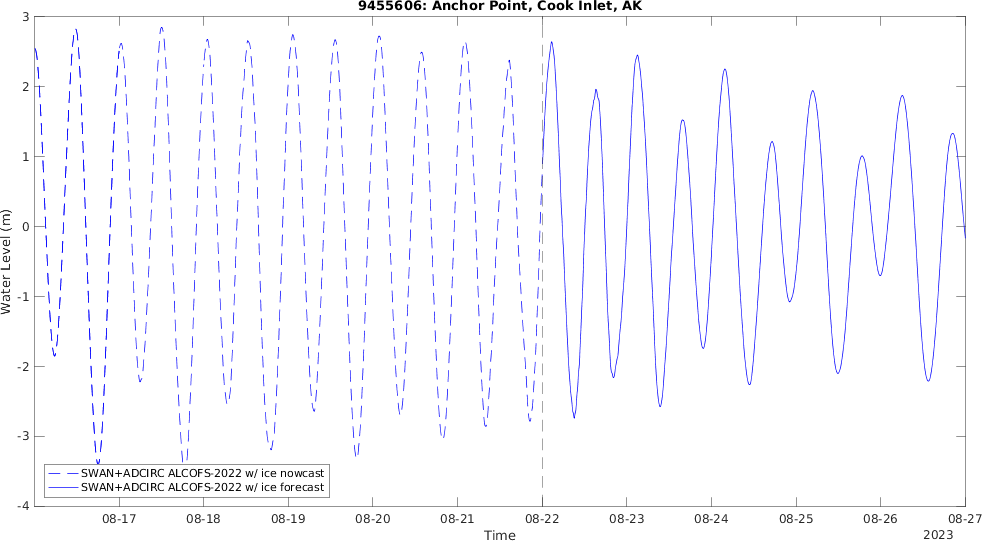 9455606: Anchor Point, Cook Inlet, AK
3
2
1
0
-1
-2
-3
-4
Water Level (m)
SWAN+ADCIRC ALCOFS-2022 w/ ice nowcast
SWAN+ADCIRC ALCOFS-2022 w/ ice forecast
08-17 08-18 08-19 08-20 08-21 08-22 08-23 08-24 08-25 08-26 08-27
Time
2023